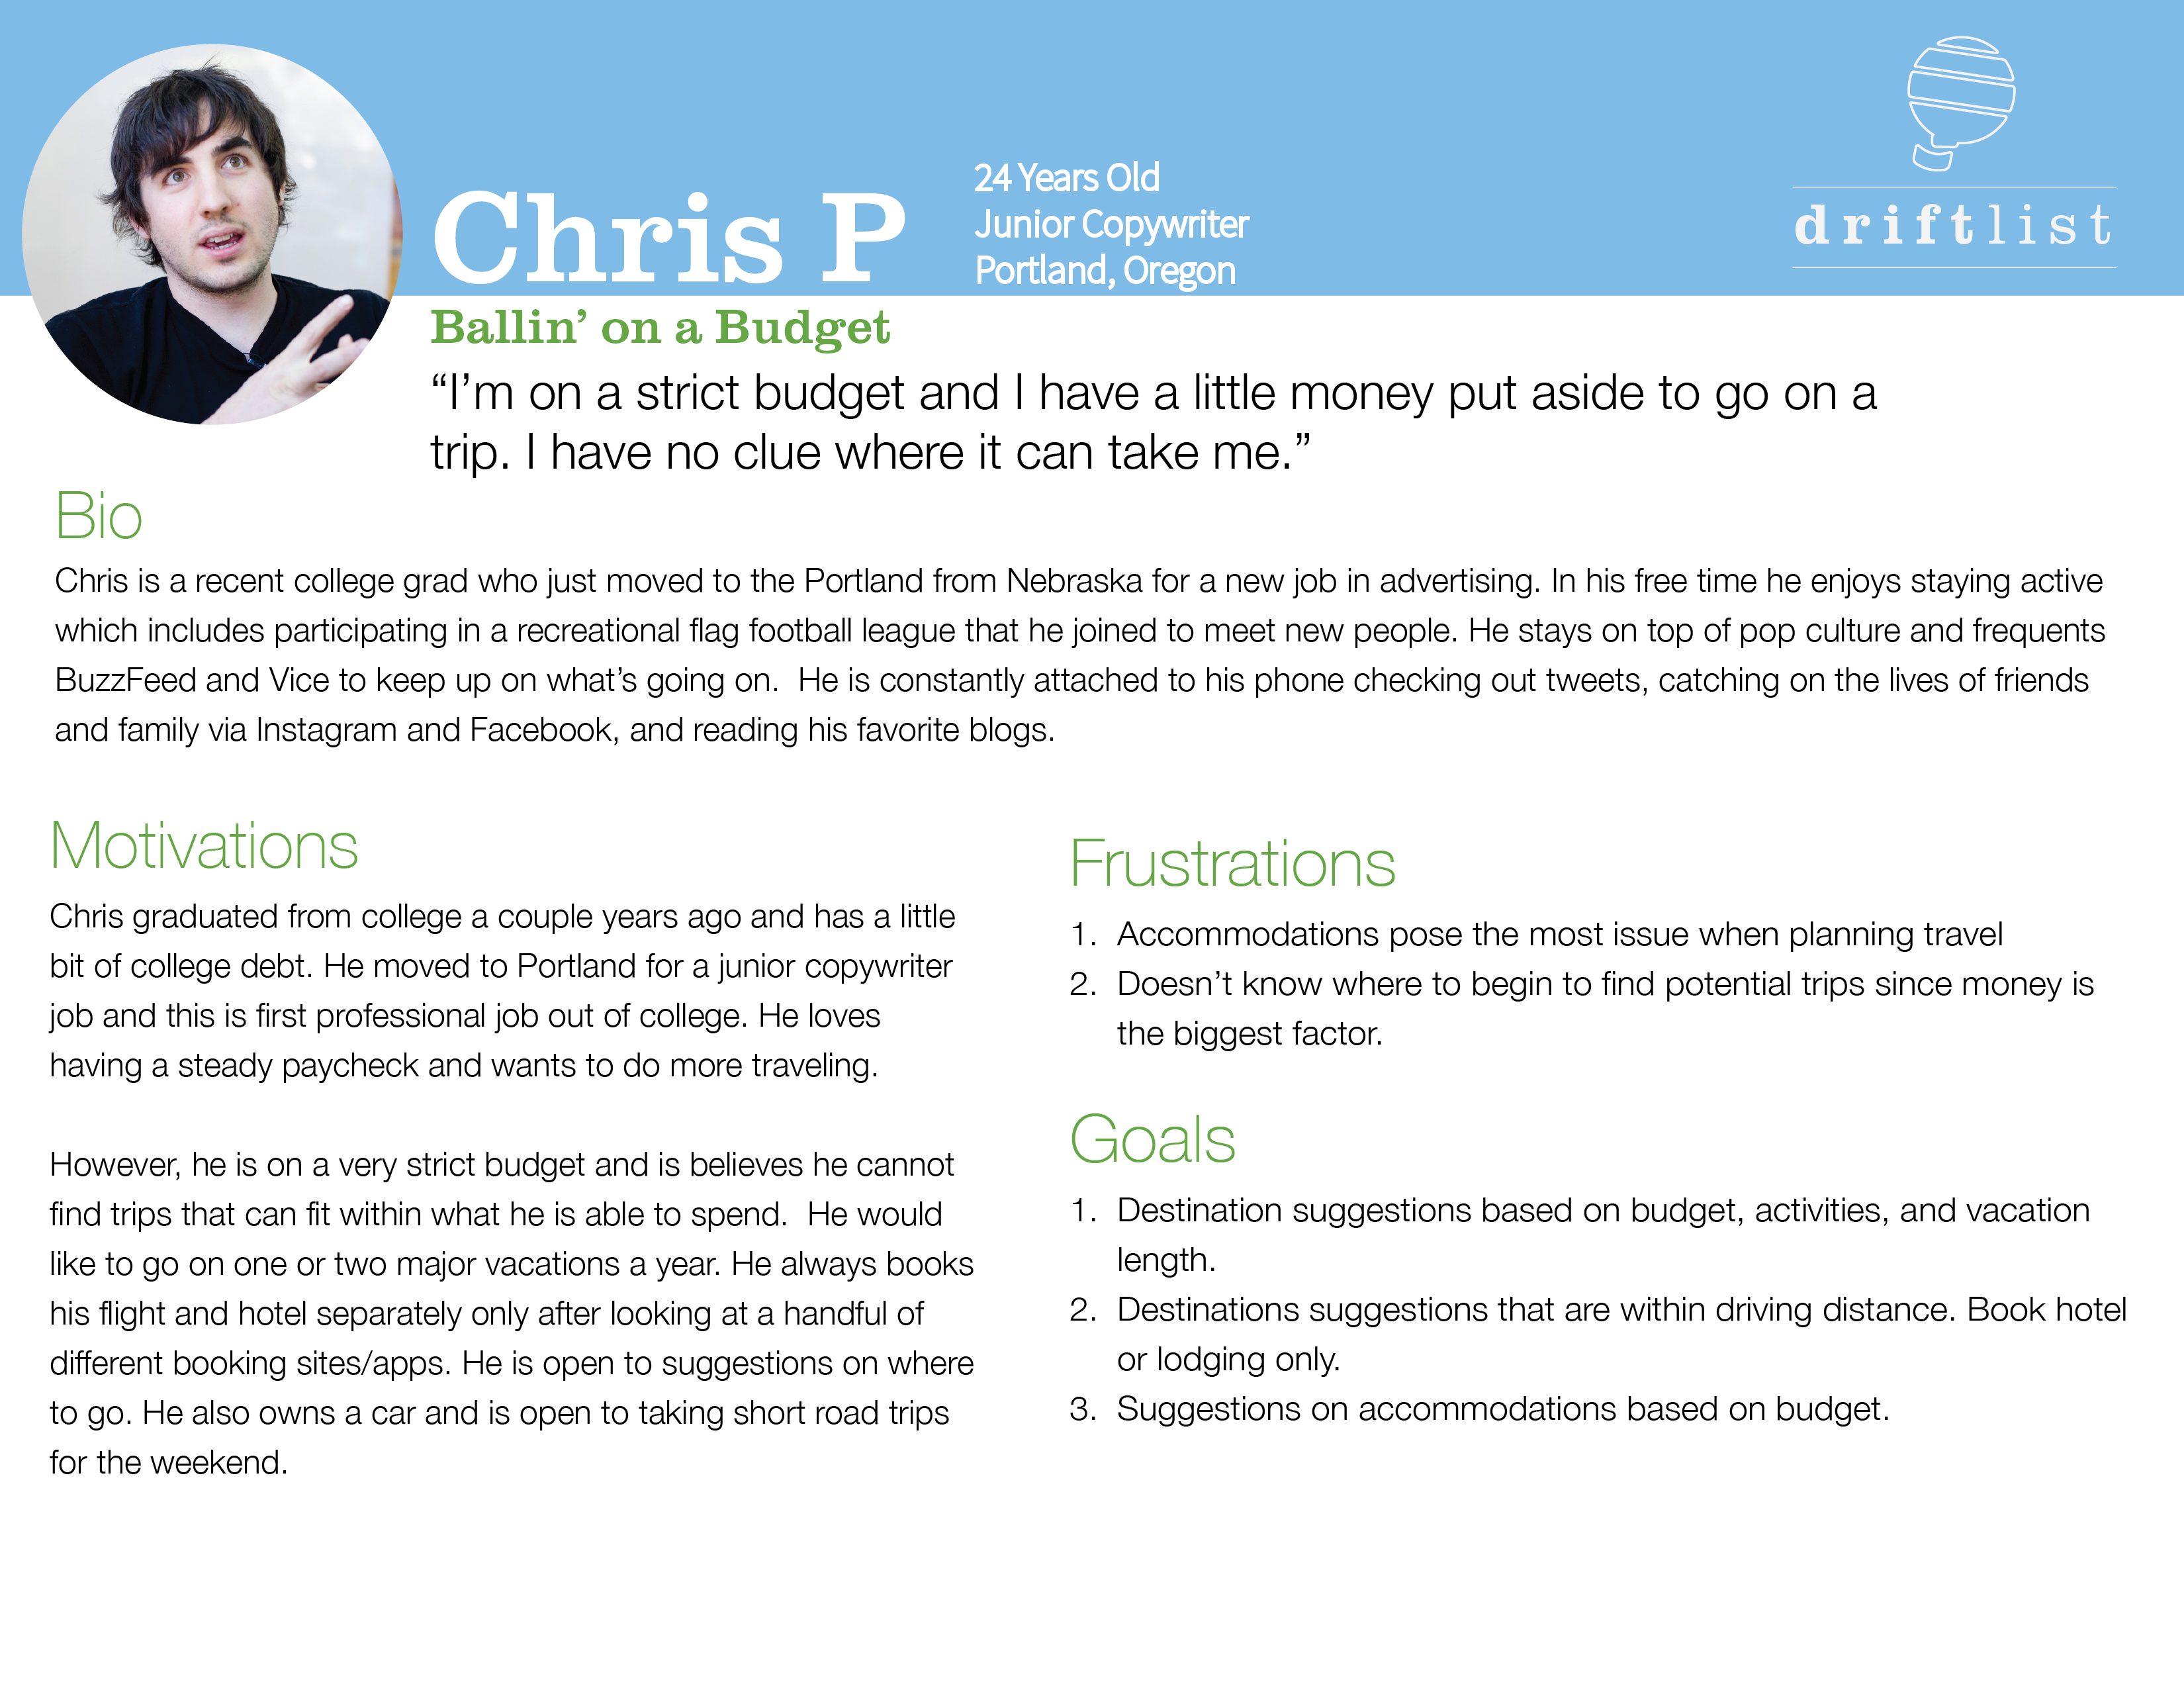 Chris P
24 Years Old
Junior Copywriter
Portland, Oregon
driftlist
Ballin’ on a Budget
“I’m on a strict budget and I have a little money put aside to go on a
trip. I have no clue where it can take me.”
Bio
Chris is a recent college grad who just moved to the Portland from Nebraska for a new job in advertising. In his free time he enjoys staying active
which includes participating in a recreational flag football league that he joined to meet new people. He stays on top of pop culture and frequents
BuzzFeed and Vice to keep up on what’s going on.  He is constantly attached to his phone checking out tweets, catching on the lives of friends
and family via Instagram and Facebook, and reading his favorite blogs.
Motivations
Chris graduated from college a couple years ago and has a little
bit of college debt. He moved to Portland for a junior copywriter
job and this is first professional job out of college. He loves
having a steady paycheck and wants to do more traveling.
However, he is on a very strict budget and is believes he cannot
find trips that can fit within what he is able to spend.  He would
like to go on one or two major vacations a year. He always books
his flight and hotel separately only after looking at a handful of
different booking sites/apps. He is open to suggestions on where
to go. He also owns a car and is open to taking short road trips
for the weekend.
Frustrations
1. Accommodations pose the most issue when planning travel
2. Doesn’t know where to begin to find potential trips since money is
the biggest factor.
Goals
1. Destination suggestions based on budget, activities, and vacation
length.
2. Destinations suggestions that are within driving distance. Book hotel
or lodging only.
3. Suggestions on accommodations based on budget.